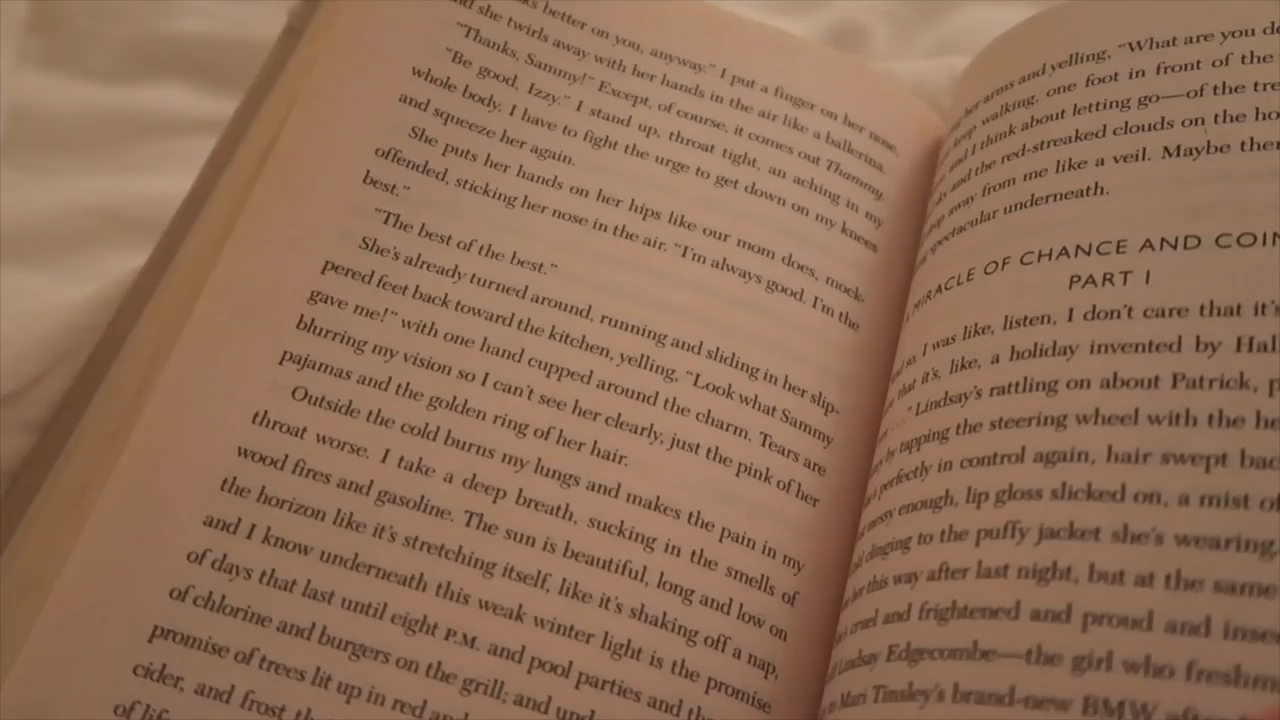 better on you, anyway." I put a finger on her nose,
she twirls away with her hands in the air like a ballerina.
"Thanks, Sammy!" Except, of course, it comes out Thammy.
"Be good, Izzy." I stand up, throat tight, an aching in my
whole body. I have to fight the urge to get down on my knees
and squeeze her again.
She puts her hands on her hips like our mom does, mock-
offended, sticking her nose in the air. "I'm always good. I'm the
best."
"The best of the best."
She's already turned around, running and sliding in her slip-
pered feet back toward the kitchen, yelling, "Look what Sammy
gave me!" with one hand cupped around the charm. Tears are
blurring my vision so I can't see her clearly, just the pink of her
pajamas and the golden ring of her hair.
Outside the cold burns my lungs and makes the pain in my
throat worse. I take a deep breath, sucking in the smells of
wood fires and gasoline. The sun is beautiful, long and low on
the horizon like it's stretching itself, like it's shaking off a nap,
and I know underneath this weak winter light is the promise
of days that last until eight P.M. and pool parties and the
of chlorine and burgers on the grill; and
promise of trees lit up in red
cider, and frost
of
her arms and yelling, "What are you
walking, one foot in front of the
and I think about letting go—of the
and the red-streaked clouds on the
away from me like a veil. Maybe
spectacular underneath.
MIRACLE OF CHANCE AND
PART I
so, I was like, listen, I don't care that it's
that it's, like, a holiday invented by
. . ." Lindsay's rattling on about Patrick,
by tapping the steering wheel with the
perfectly in control again, hair swept
messy enough, lip gloss slicked on, a mist
clinging to the puffy jacket she's wearing.
her this way after last night, but at the same
cruel and frightened and proud and
Lindsay Edgecombe—the girl who
Mari Tinsley's brand-new BMW